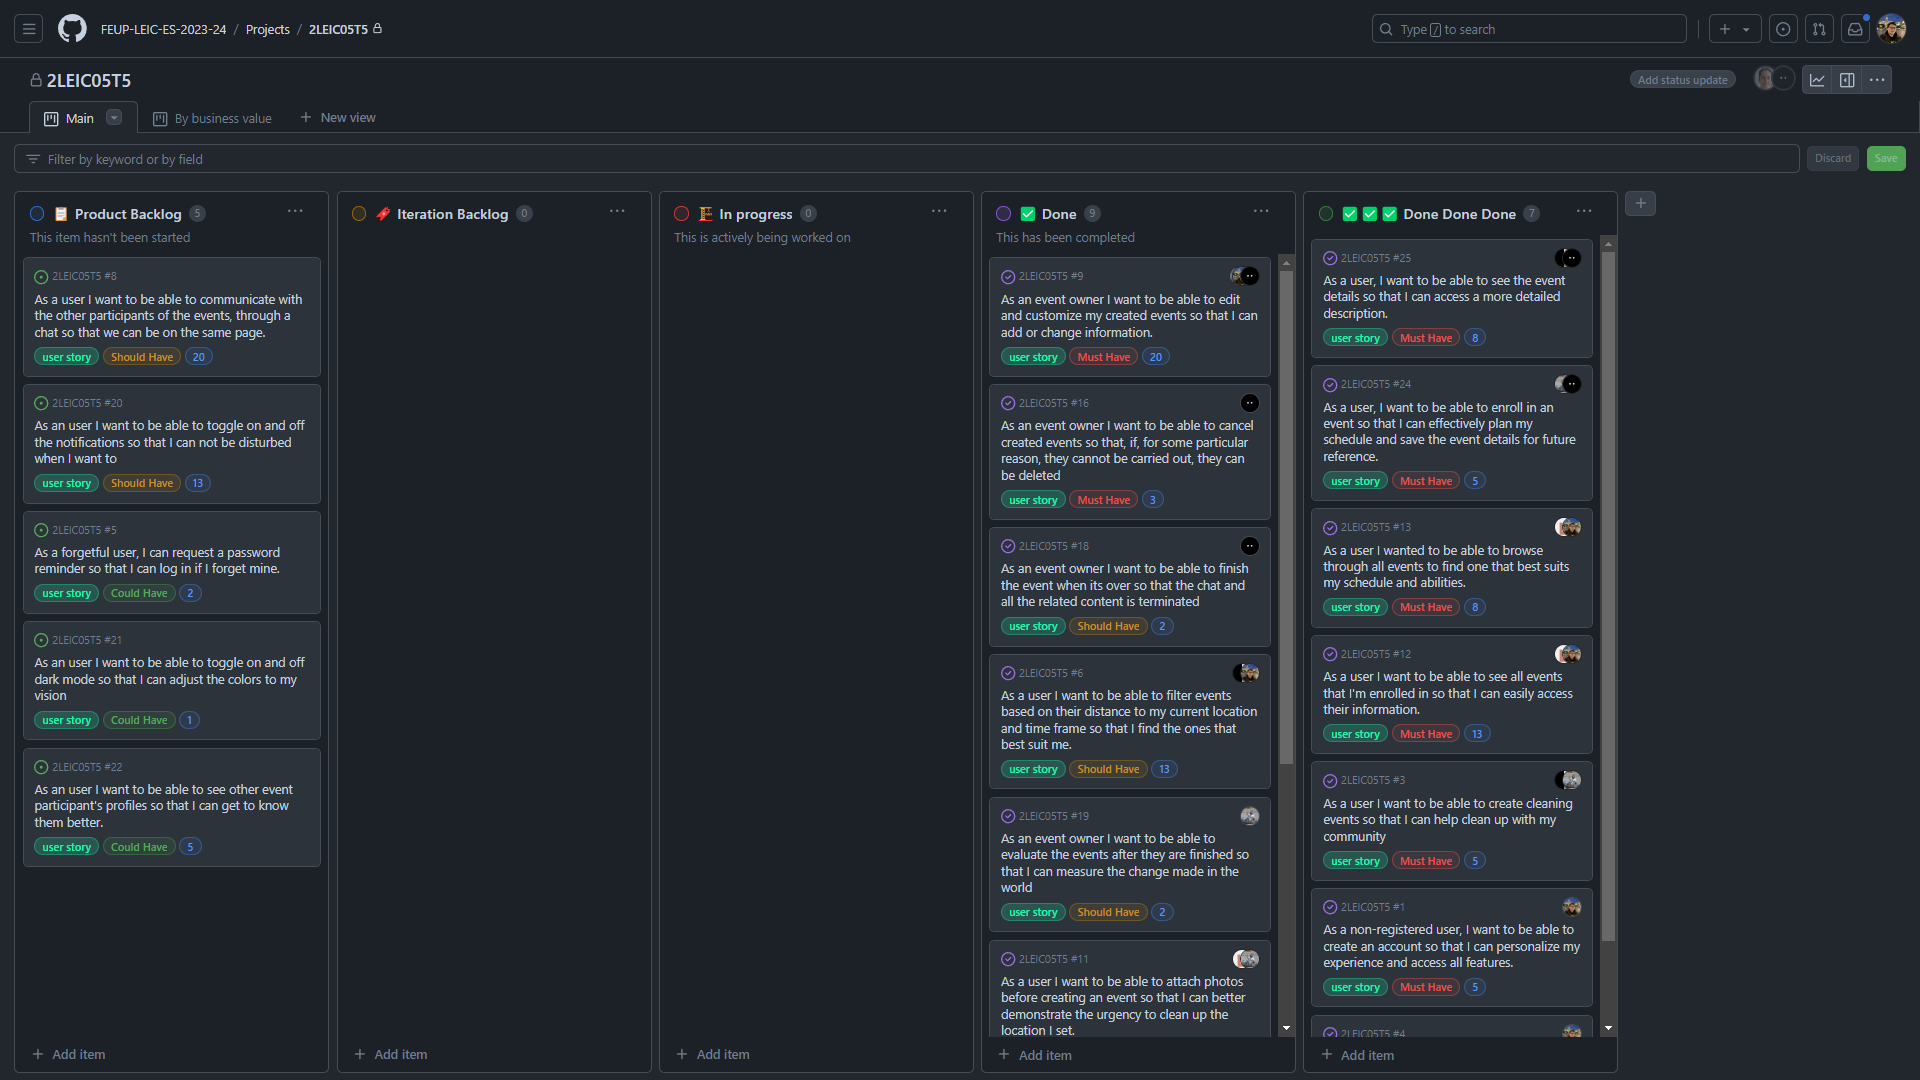 FEUP-LEIC-ES-2023-24 / Projects / 2LEIC05T5
Type / to search
2LEIC05T5
Add status update
Main
By business value
New view
Filter by keyword or by field
Discard
Save
Product Backlog 5
This item hasn't been started
2LEIC05T5 #8
As a user I want to be able to communicate with
the other participants of the events, through a
chat so that we can be on the same page.
user story Should Have 20
2LEIC05T5 #20
As an user I want to be able to toggle on and off
the notifications so that I can not be disturbed
when I want to
user story Should Have 13
2LEIC05T5 #5
As a forgetful user, I can request a password
reminder so that I can log in if I forget mine.
user story Could Have 2
2LEIC05T5 #21
As an user I want to be able to toggle on and off
dark mode so that I can adjust the colors to my
vision
user story Could Have 1
2LEIC05T5 #22
As an user I want to be able to see other event
participant's profiles so that I can get to know
them better.
user story Could Have 5
Add item
Iteration Backlog 0
Add item
In progress 0
This is actively being worked on
Add item
Done 9
This has been completed
2LEIC05T5 #9
As an event owner I want to be able to edit
and customize my created events so that I can
add or change information.
user story Must Have 20
2LEIC05T5 #16
As an event owner I want to be able to cancel
created events so that, if, for some particular
reason, they cannot be carried out, they can
be deleted
user story Must Have 3
2LEIC05T5 #18
As an event owner I want to be able to finish
the event when its over so that the chat and
all the related content is terminated
user story Should Have 2
2LEIC05T5 #6
As a user I want to be able to filter events
based on their distance to my current location
and time frame so that I find the ones that
best suit me.
user story Should Have 13
2LEIC05T5 #19
As an event owner I want to be able to
evaluate the events after they are finished so
that I can measure the change made in the
world
user story Should Have 2
2LEIC05T5 #11
As a user I want to be able to attach photos
before creating an event so that I can better
demonstrate the urgency to clean up the
location I set.
Add item
Done Done Done 7
2LEIC05T5 #25
As a user, I want to be able to see the event
details so that I can access a more detailed
description.
user story Must Have 8
2LEIC05T5 #24
As a user, I want to be able to enroll in an
event so that I can effectively plan my
schedule and save the event details for future
reference.
user story Must Have 5
2LEIC05T5 #13
As a user I wanted to be able to browse
through all events to find one that best suits
my schedule and abilities.
user story Must Have 8
2LEIC05T5 #12
As a user I want to be able to see all events
that I'm enrolled in so that I can easily access
their information.
user story Must Have 13
2LEIC05T5 #3
As a user I want to be able to create cleaning
events so that I can help clean up with my
community
user story Must Have 5
2LEIC05T5 #1
As a non-registered user, I want to be able to
create an account so that I can personalize my
experience and access all features.
user story Must Have 5
2LEIC05T5 #4
Add item